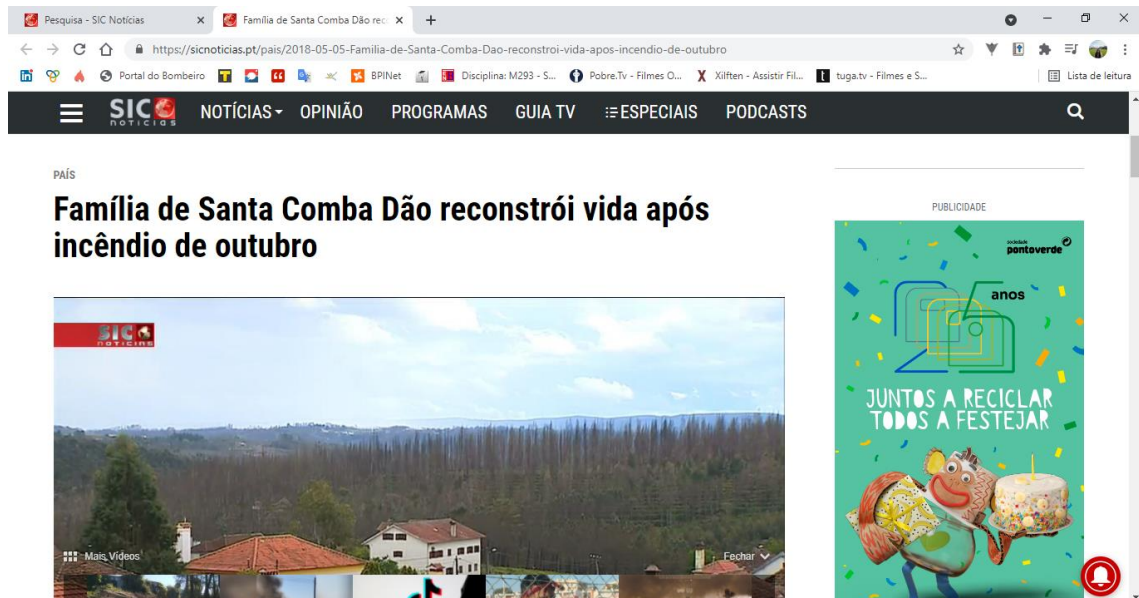 Pesquisa - SIC Notícias
Família de Santa Comba Dão rec
https://sicnoticias.pt/pais/2018-05-05-Familia-de-Santa-Comba-Dao-reconstroi-vida-apos-incendio-de-outubro
Portal do Bombeiro BPINet Disciplina: M293 - S... Pobre.Tv - Filmes O... Xilften - Assistir Fil... tuga.tv - Filmes e S... Lista de leitura
SIC NOTÍCIAS NOTÍCIAS OPINIÃO PROGRAMAS GUIA TV ESPECIAIS PODCASTS
PAÍS
Família de Santa Comba Dão reconstrói vida após
incêndio de outubro
SIC
NOTÍCIAS
Mais Vídeos
Fechar
PUBLICIDADE
sociedade
pontoverde
25
anos
JUNTOS A RECICLAR
TODOS A FESTEJAR